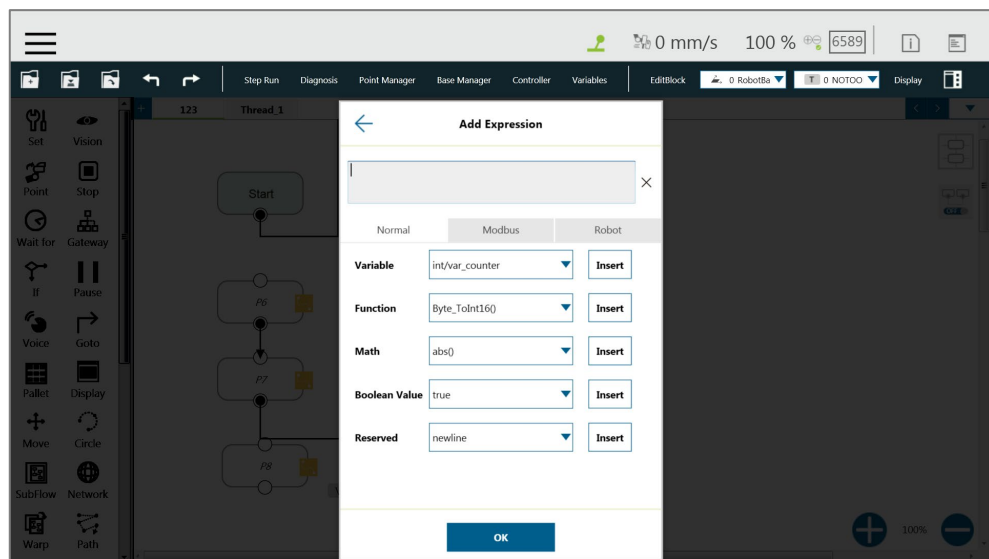 0 mm/s 100 % 6589
Step Run Diagnosis Point Manager Base Manager Controller Variables EditBlock 0 RobotBa T 0 NOTOO Display
+ 123 Thread_1
Set Vision
Point Stop
Wait for Gateway
If Pause
Voice Goto
Pallet Display
Move Circle
SubFlow Network
Warp Path
Start
P6
P7
P8
Add Expression
Normal Modbus Robot
Variable int/var_counter Insert
Function Byte_ToInt16() Insert
Math abs() Insert
Boolean Value true Insert
Reserved newline Insert
OK
OFF
100%